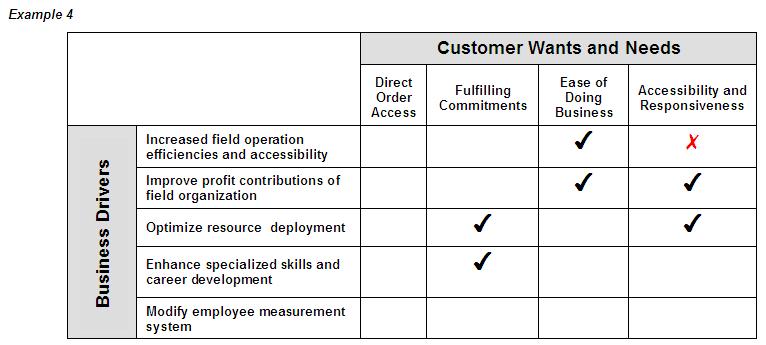 Example 4
Customer Wants and Needs
Direct
Order
Access
Fulfilling
Commitments
Ease of
Doing
Business
Accessibility and
Responsiveness
Business Drivers
Increased field operation
efficiencies and accessibility
✔
✗
Improve profit contributions of
field organization
✔
✔
Optimize resource deployment
✔
✔
Enhance specialized skills and
career development
✔
Modify employee measurement
system